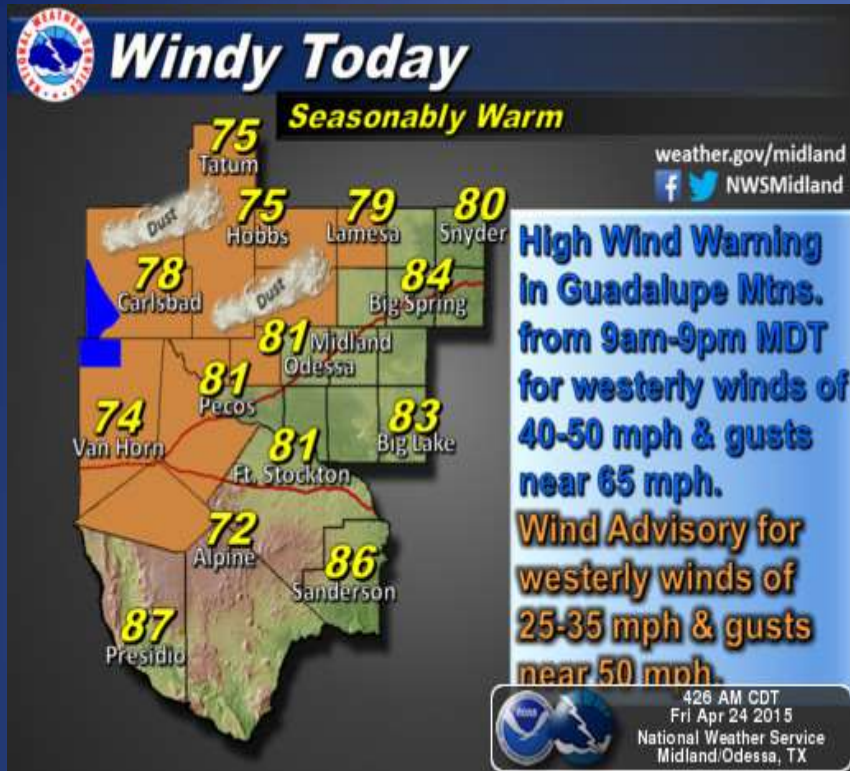 NATIONAL WEATHER SERVICE
Windy Today
Seasonably Warm
weather.gov/midland
NWSMidland
75
Tatum
Dust
75
Hobbs
79
Lamesa
80
Snyder
78
Carlsbad
Dust
84
Big Spring
81 Midland
Odessa
81
Pecos
74
Van Horn
81
Ft. Stockton
83
Big Lake
72
Alpine
86
Sanderson
87
Presidio
High Wind Warning
in Guadalupe Mtns.
from 9am-9pm MDT
for westerly winds of
40-50 mph & gusts
near 65 mph.
Wind Advisory for
westerly winds of
25-35 mph & gusts
near 50 mph.
noaa
426 AM CDT
Fri Apr 24 2015
National Weather Service
Midland/Odessa, TX